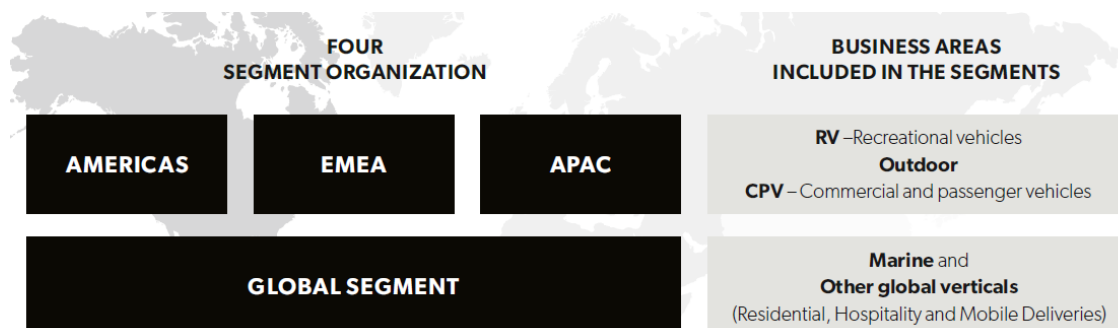 FOUR
SEGMENT ORGANIZATION
BUSINESS AREAS
INCLUDED IN THE SEGMENTS
AMERICAS
EMEA
APAC
RV –Recreational vehicles
Outdoor
CPV – Commercial and passenger vehicles
GLOBAL SEGMENT
Marine and
Other global verticals
(Residential, Hospitality and Mobile Deliveries)